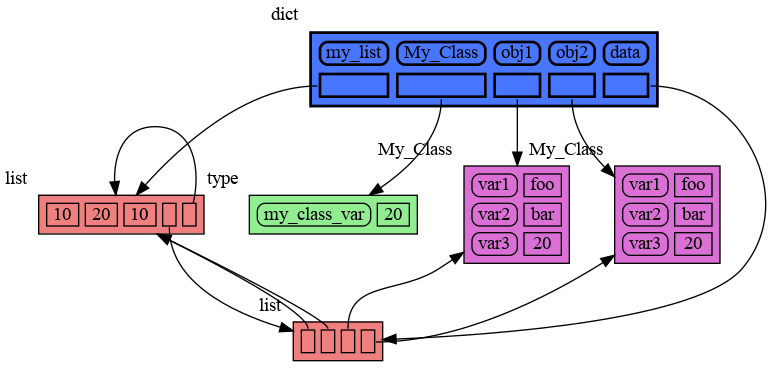 dict
my_list My_Class obj1 obj2 data
My_Class My_Class
list type
10 20 10
my_class_var 20
var1 foo
var2 bar
var3 20
var1 foo
var2 bar
var3 20
list